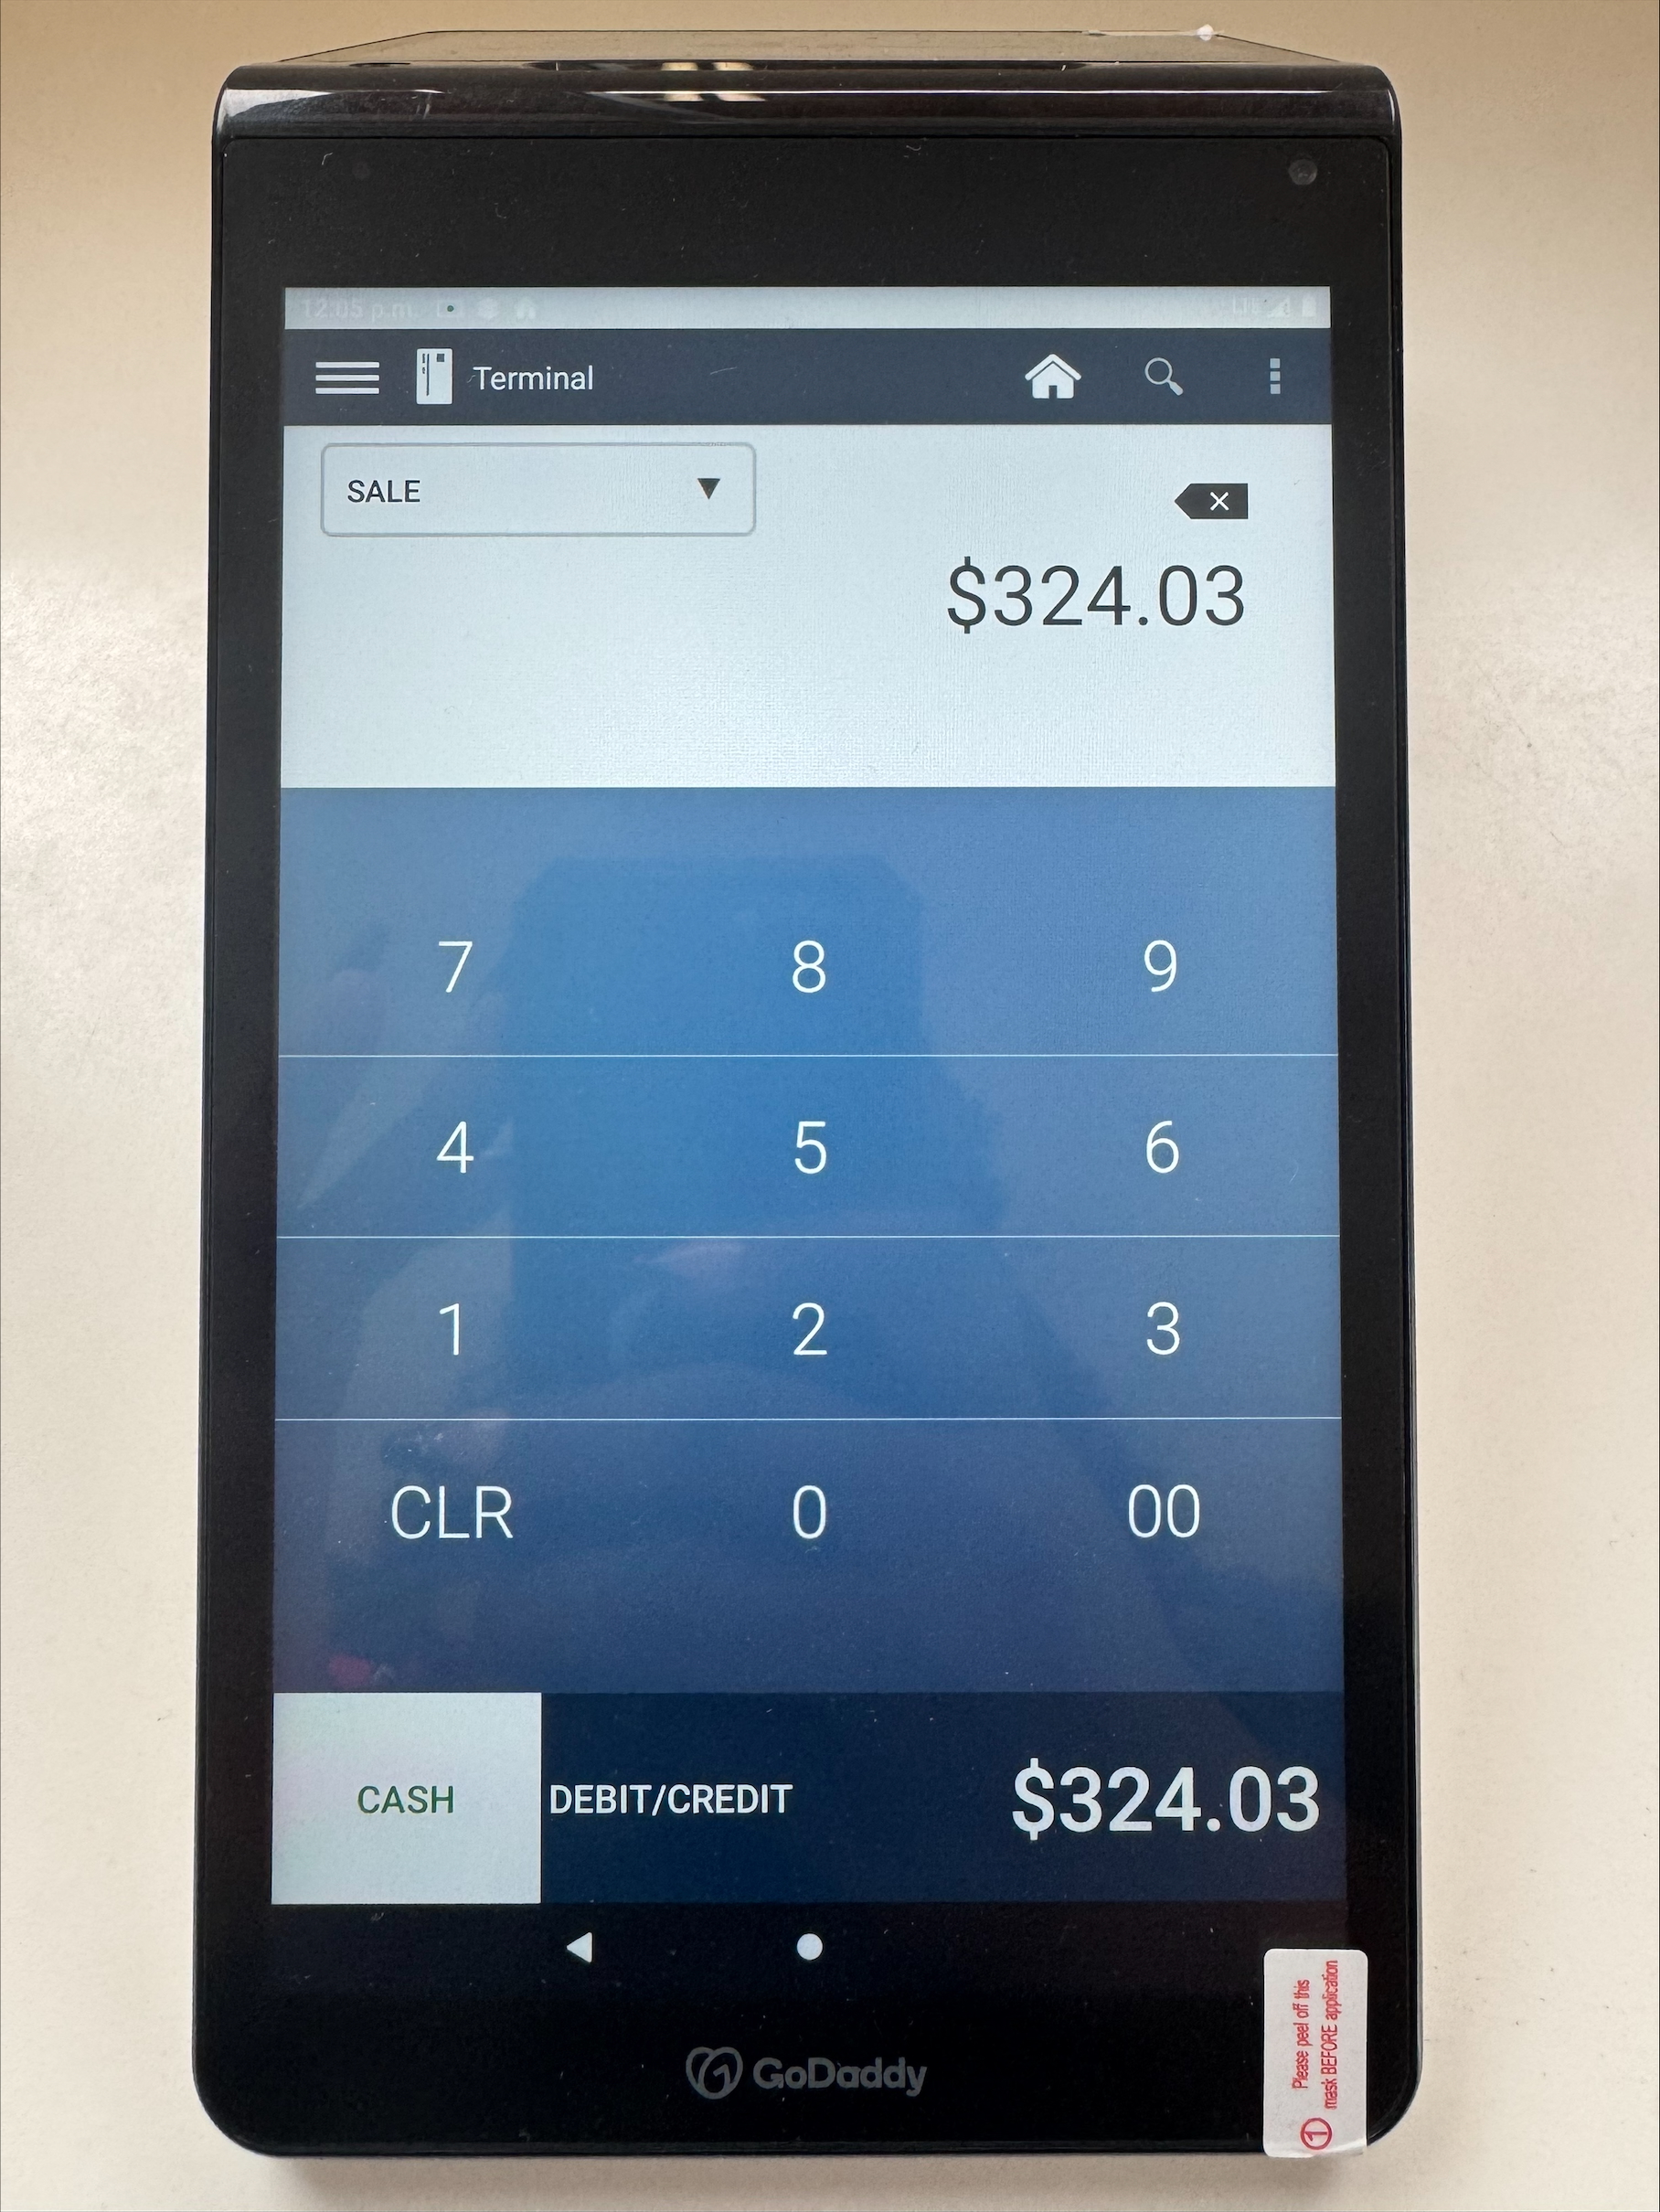 12:05 p.m.
LTE
Terminal
SALE
$324.03
7 8 9
4 5 6
1 2 3
CLR 0 00
CASH DEBIT/CREDIT $324.03
GoDaddy
1 Please peel off this
mask BEFORE application